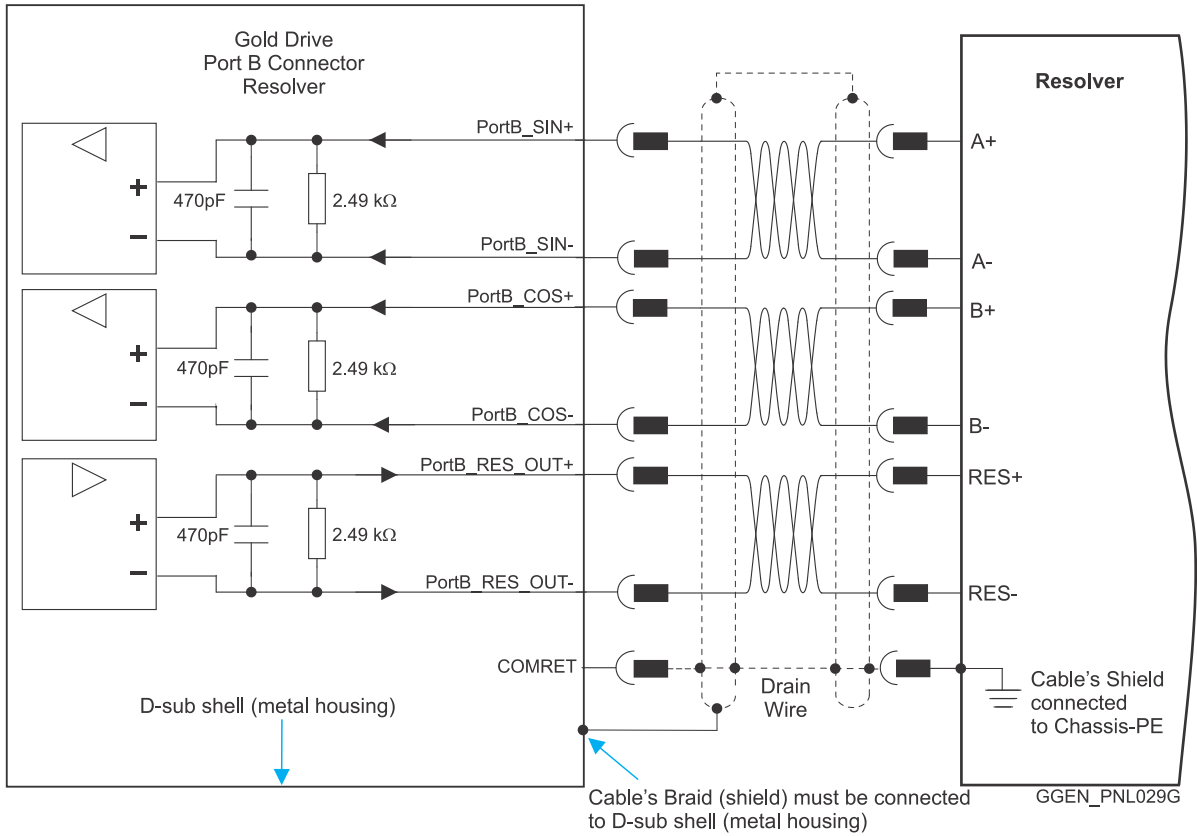 Gold Drive
Port B Connector
Resolver
Resolver
PortB_SIN+
A+
+
470pF
2.49 kΩ
−
PortB_SIN-
A-
PortB_COS+
B+
+
470pF
2.49 kΩ
−
PortB_COS-
B-
PortB_RES_OUT+
RES+
+
470pF
2.49 kΩ
−
PortB_RES_OUT-
RES-
COMRET
Drain
Wire
Cable's Shield
connected
to Chassis-PE
D-sub shell (metal housing)
Cable's Braid (shield) must be connected
to D-sub shell (metal housing)
GGEN_PNL029G